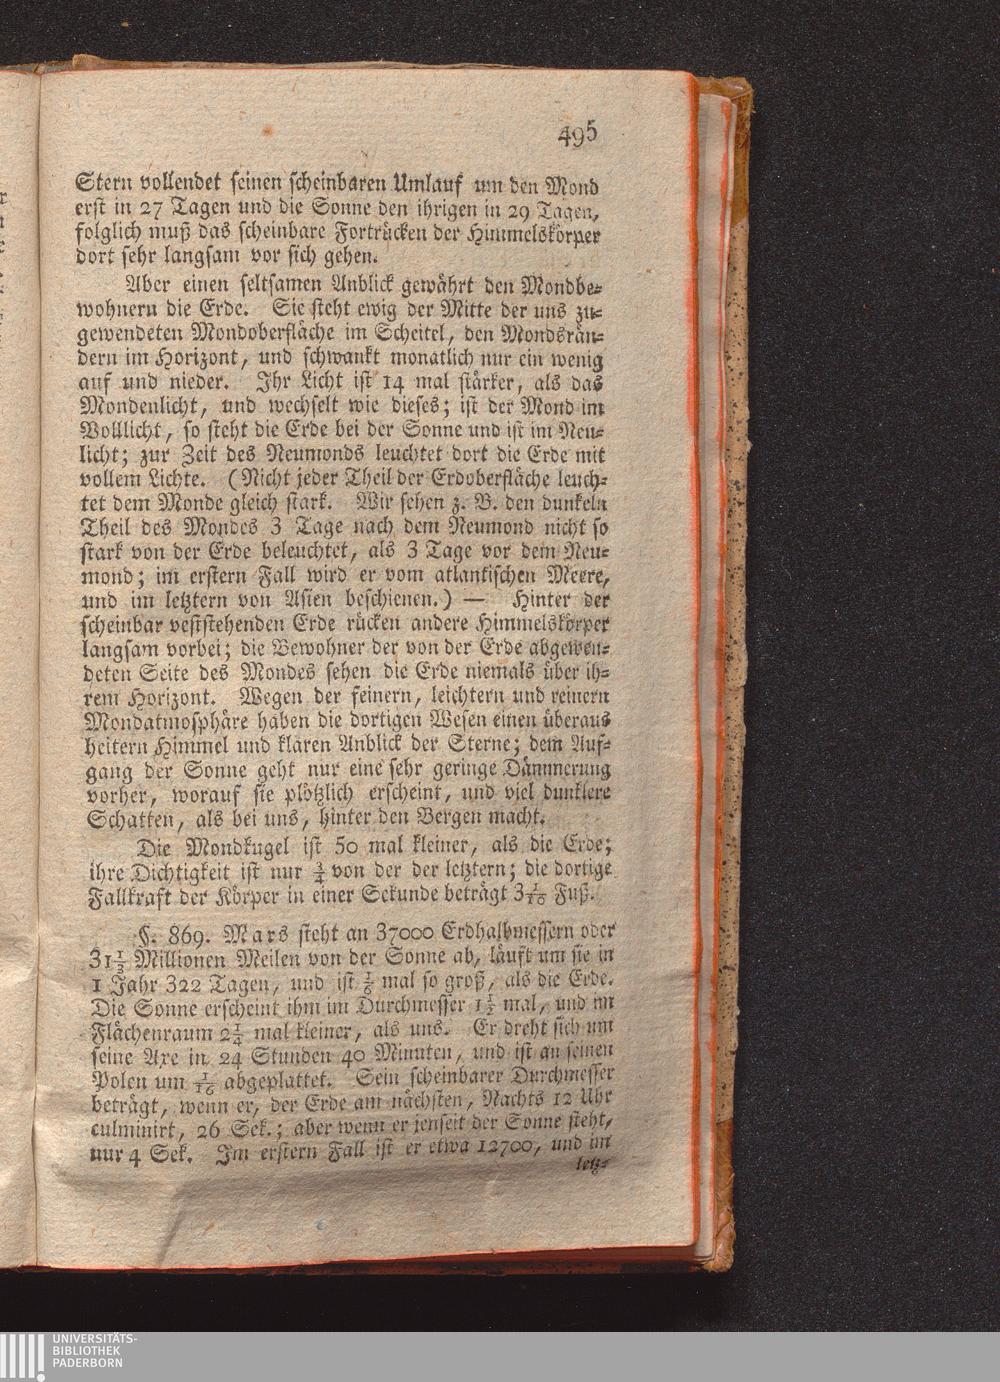 495
Stern vollendet seinen scheinbaren Umlauf um den Mond
erst in 27 Tagen und die Sonne den ihrigen in 29 Tagen,
folglich muß das scheinbare Fortrücken der Himmelskörper
dort sehr langsam vor sich gehen.
Aber einen seltsamen Anblick gewährt den Mondbe-
wohnern die Erde. Sie steht ewig der Mitte der uns zu-
gewendeten Mondoberfläche im Scheitel, den Mondsrän-
dern im Horizont, und schwankt monatlich nur ein wenig
auf und nieder. Ihr Licht ist 14 mal stärker, als das
Mondenlicht, und wechselt wie dieses; ist der Mond im
Volllicht, so steht die Erde bei der Sonne und ist im Neu-
licht; zur Zeit des Neumonds leuchtet dort die Erde mit
vollem Lichte. (Nicht jeder Theil der Erdoberfläche leuch-
tet dem Monde gleich stark. Wir sehen z. B. den dunkeln
Theil des Mondes 3 Tage nach dem Neumond nicht so
stark von der Erde beleuchtet, als 3 Tage vor dem Neu-
mond; im erstern Fall wird er vom atlantischen Meere,
und im letztern von Asien beschienen.) — Hinter der
scheinbar veststehenden Erde rücken andere Himmelskörper
langsam vorbei; die Bewohner der von der Erde abgewen-
deten Seite des Mondes sehen die Erde niemals über ih-
rem Horizont. Wegen der feinern, leichtern und reinern
Mondatmosphäre haben die dortigen Wesen einen überaus
heitern Himmel und klaren Anblick der Sterne; dem Auf-
gang der Sonne geht nur eine sehr geringe Dämmerung
vorher, worauf sie plötzlich erscheint, und viel dunklere
Schatten, als bei uns, hinter den Bergen macht.
Die Mondkugel ist 50 mal kleiner, als die Erde;
ihre Dichtigkeit ist nur ¾ von der der letztern; die dortige
Fallkraft der Körper in einer Sekunde beträgt 3 1/10 Fuß.
§. 869. Mars steht an 37000 Erdhalbmessern oder
31 Millionen Meilen von der Sonne ab, läuft um sie in
1 Jahr 322 Tagen, und ist mal so groß, als die Erde.
Die Sonne erscheint ihm im Durchmesser 1½ mal, und im
Flächenraum 2¼ mal kleiner, als uns. Er dreht sich um
seine Axe in 24 Stunden 40 Minuten, und ist an seinen
Polen um 1/16 abgeplattet. Sein scheinbarer Durchmesser
beträgt, wenn er, der Erde am nächsten, Nachts 12 Uhr
culminirt, 26 Sek.; aber wenn er jenseit der Sonne steht,
nur 4 Sek. Im erstern Fall ist er etwa 12700, und im
letz-
UNIVERSITÄTS-
BIBLIOTHEK
PADERBORN